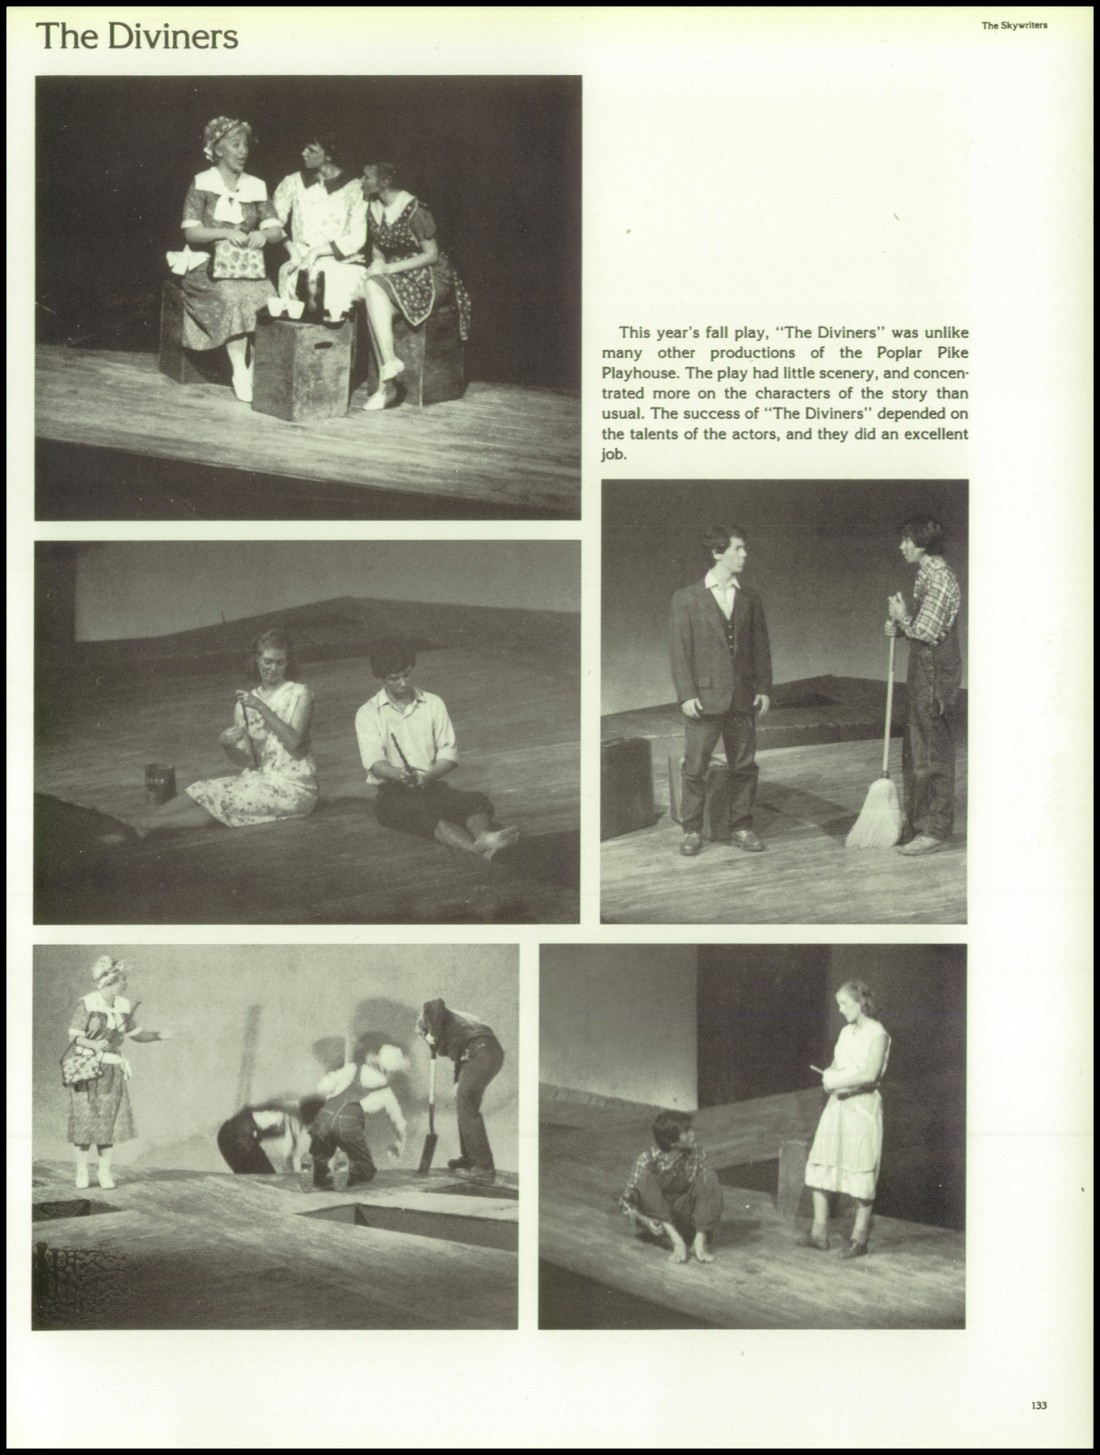 The Diviners
The Skywriters
This year's fall play, "The Diviners" was unlike
many other productions of the Poplar Pike
Playhouse. The play had little scenery, and concen-
trated more on the characters of the story than
usual. The success of "The Diviners" depended on
the talents of the actors, and they did an excellent
job.
133